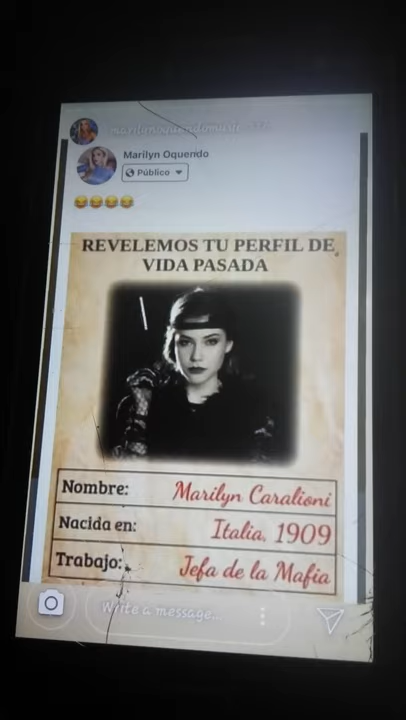 Marilyn Oquendo
Público
REVELEMOS TU PERFIL DE
VIDA PASADA
Nombre: Marilyn Caralioni
Nacida en: Italia, 1909
Trabajo: Jefa de la Mafia
Write a message...